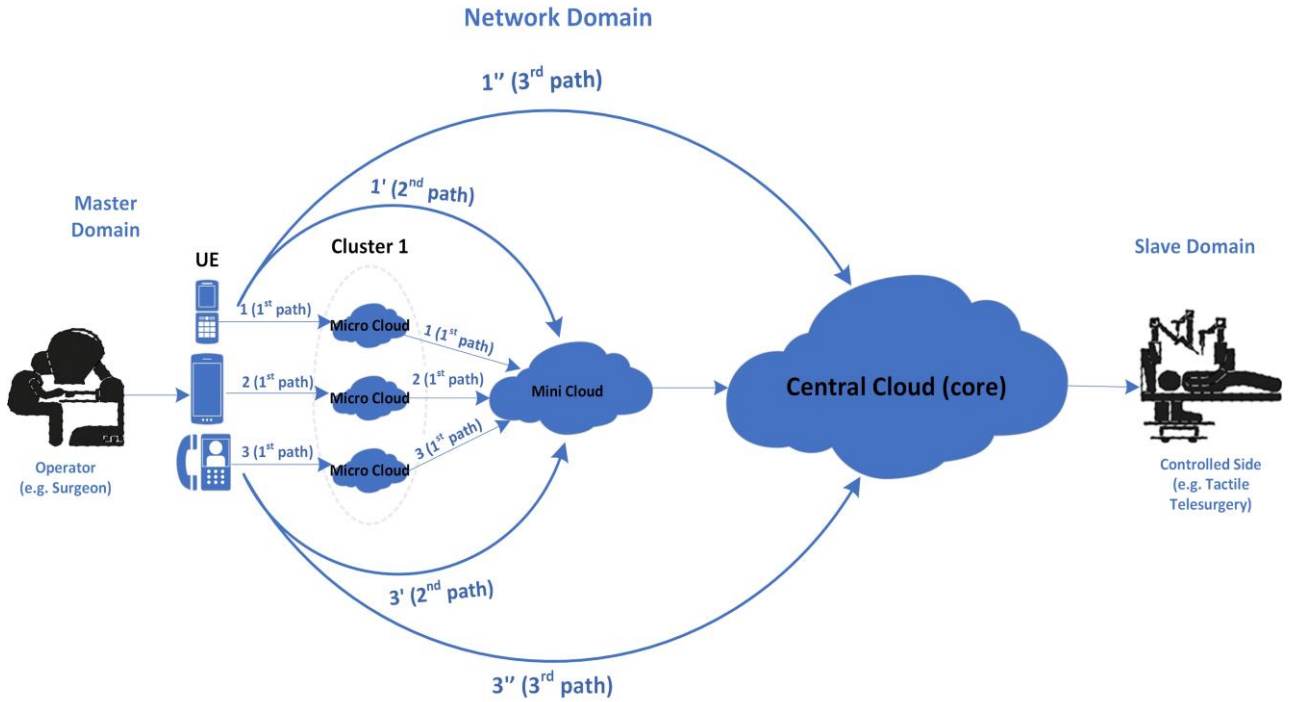 Network Domain
1'' (3rd path)
1' (2nd path)
Master
Domain
UE
Cluster 1
Slave Domain
1 (1st path)
Micro Cloud
1 (1st path)
2 (1st path)
Micro Cloud
2 (1st path)
Mini Cloud
Central Cloud (core)
3 (1st path)
Micro Cloud
3 (1st path)
Operator
(e.g. Surgeon)
Controlled Side
(e.g. Tactile
Telesurgery)
3' (2nd path)
3'' (3rd path)